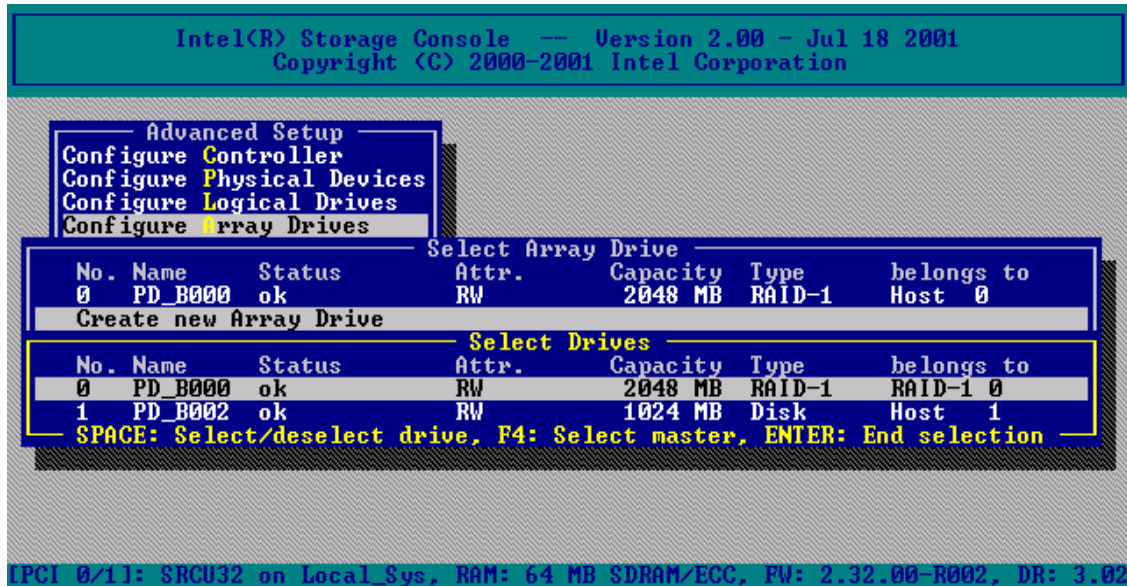 Intel(R) Storage Console -- Version 2.00 - Jul 18 2001
Copyright (C) 2000-2001 Intel Corporation
Advanced Setup
Configure Controller
Configure Physical Devices
Configure Logical Drives
Configure Array Drives
Select Array Drive
No. Name Status Attr. Capacity Type belongs to
0 PD_B000 ok RW 2048 MB RAID-1 Host 0
Create new Array Drive
Select Drives
No. Name Status Attr. Capacity Type belongs to
0 PD_B000 ok RW 2048 MB RAID-1 RAID-1 0
1 PD_B002 ok RW 1024 MB Disk Host 1
SPACE: Select/deselect drive, F4: Select master, ENTER: End selection
[PCI 0/1]: SRCU32 on Local_Sys, RAM: 64 MB SDRAM/ECC, FW: 2.32.00-R002, DR: 3.02